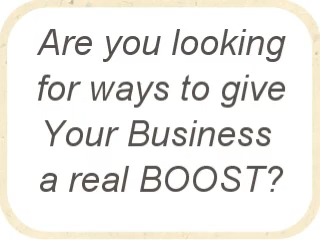 Are you looking
for ways to give
Your Business
a real BOOST?